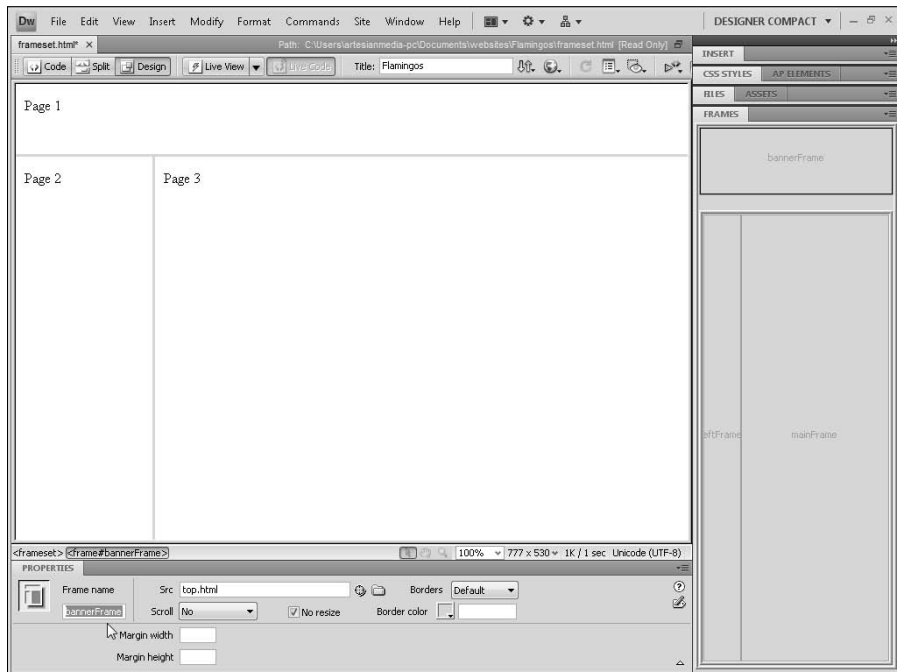 Dw File Edit View Insert Modify Format Commands Site Window Help DESIGNER COMPACT
frameset.html* Path: C:\Users\artesianmedia-pc\Documents\websites\Flamingos\frameset.html [Read Only]
Code Split Design Live View Live Code Title: Flamingos
INSERT
CSS STYLES AP ELEMENTS
FILES ASSETS
FRAMES
Page 1
bannerFrame
Page 2 Page 3
eftFrame mainFrame
<frameset> <frame#bannerFrame> 100% 777 x 530 1K / 1 sec Unicode (UTF-8)
PROPERTIES
Frame name Src top.html Borders Default
bannerFrame Scroll No No resize Border color
Margin width
Margin height